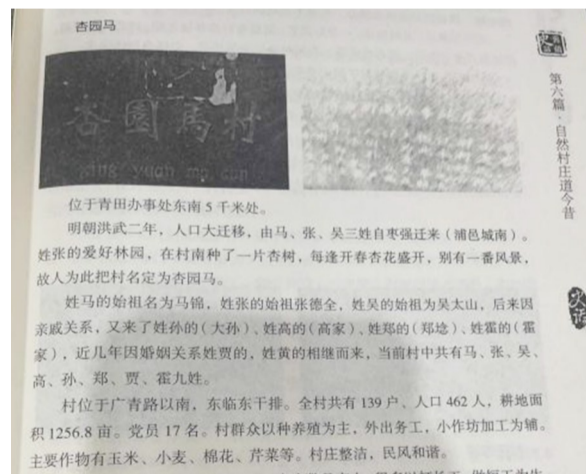 杏园马
杏園馬村
xing yuan ma cun
第六篇·自然村庄道今昔
位于青田办事处东南5千米处。
明朝洪武二年，人口大迁移，由马、张、吴三姓自枣强迁来（浦邑城南）。
姓张的爱好林园，在村南种了一片杏树，每逢开春杏花盛开，别有一番风景，
故人为此把村名定为杏园马。
姓马的始祖名为马锦，姓张的始祖张德全，姓吴的始祖为吴太山，后来因
亲戚关系，又来了姓孙的（大孙）、姓高的（高家）、姓郑的（郑埝）、姓霍的（霍
家），近几年因婚姻关系姓贾的，姓黄的相继而来，当前村中共有马、张、吴、
高、孙、郑、贾、霍九姓。
村位于广青路以南，东临东干排。全村共有139户、人口462人，耕地面
积1256.8亩。党员17名。村群众以种养殖为主，外出务工，小作坊加工为辅。
主要作物有玉米、小麦、棉花、芹菜等。村庄整洁，民风和谐。